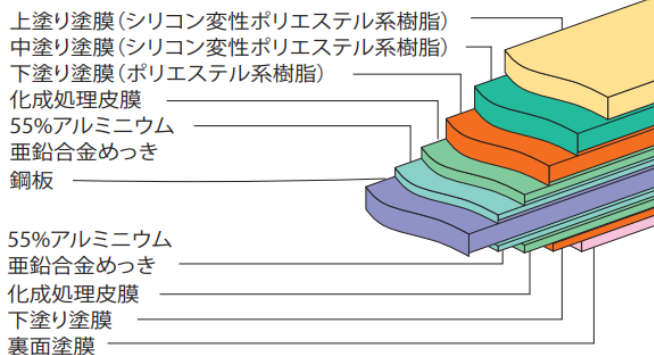 上塗り塗膜(シリコン変性ポリエステル系樹脂)
中塗り塗膜(シリコン変性ポリエステル系樹脂)
下塗り塗膜(ポリエステル系樹脂)
化成処理皮膜
55%アルミニウム
亜鉛合金めっき
鋼板
55%アルミニウム
亜鉛合金めっき
化成処理皮膜
下塗り塗膜
裏面塗膜